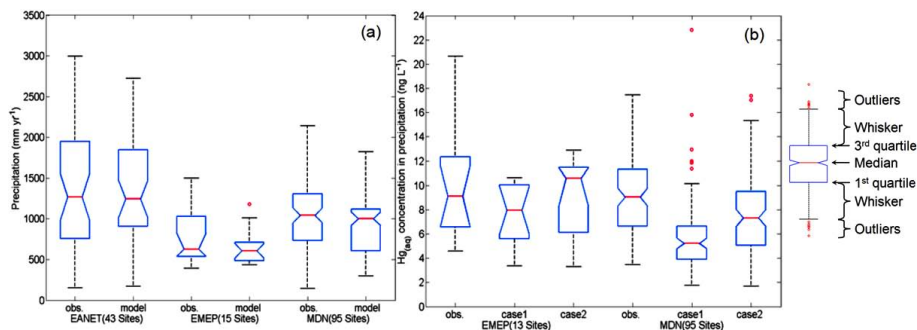 (a)
Precipitation (mm yr⁻¹)
3500
3000
2500
2000
1500
1000
500
0
obs. model obs. model obs. model
EANET(43 Sites) EMEP(15 Sites) MDN(95 Sites)
(b)
Hg(aq) concentration in precipitation (ng L⁻¹)
24
22
20
18
16
14
12
10
8
6
4
2
0
obs. case1 case2 obs. case1 case2
EMEP(13 Sites) MDN(95 Sites)
Outliers
Whisker
3rd quartile
Median
1st quartile
Whisker
Outliers